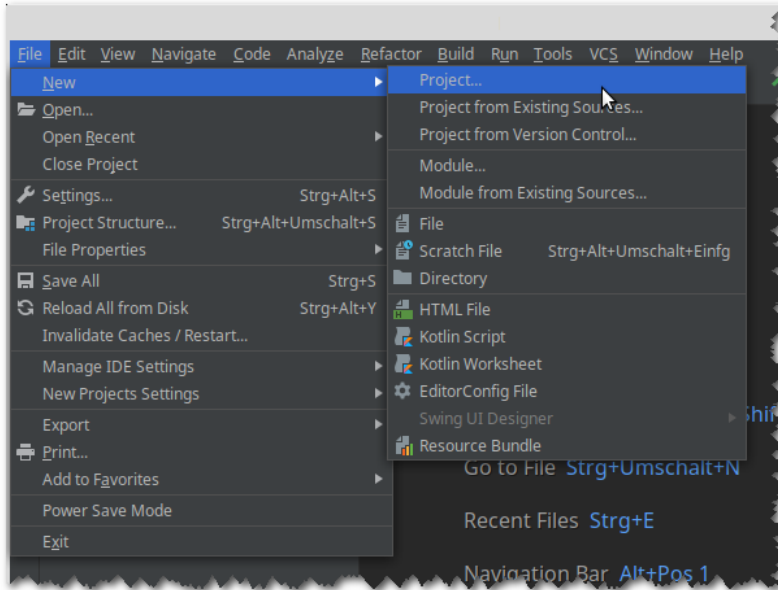 File Edit View Navigate Code Analyze Refactor Build Run Tools VCS Window Help
New
Open...
Open Recent
Close Project
Settings... Strg+Alt+S
Project Structure... Strg+Alt+Umschalt+S
File Properties
Save All Strg+S
Reload All from Disk Strg+Alt+Y
Invalidate Caches / Restart...
Manage IDE Settings
New Projects Settings
Export
Print...
Add to Favorites
Power Save Mode
Exit
Project...
Project from Existing Sources...
Project from Version Control...
Module...
Module from Existing Sources...
File
Scratch File Strg+Alt+Umschalt+Einfg
Directory
HTML File
Kotlin Script
Kotlin Worksheet
EditorConfig File
Swing UI Designer
Resource Bundle
Go to File Strg+Umschalt+N
Recent Files Strg+E
Navigation Bar Alt+Pos 1